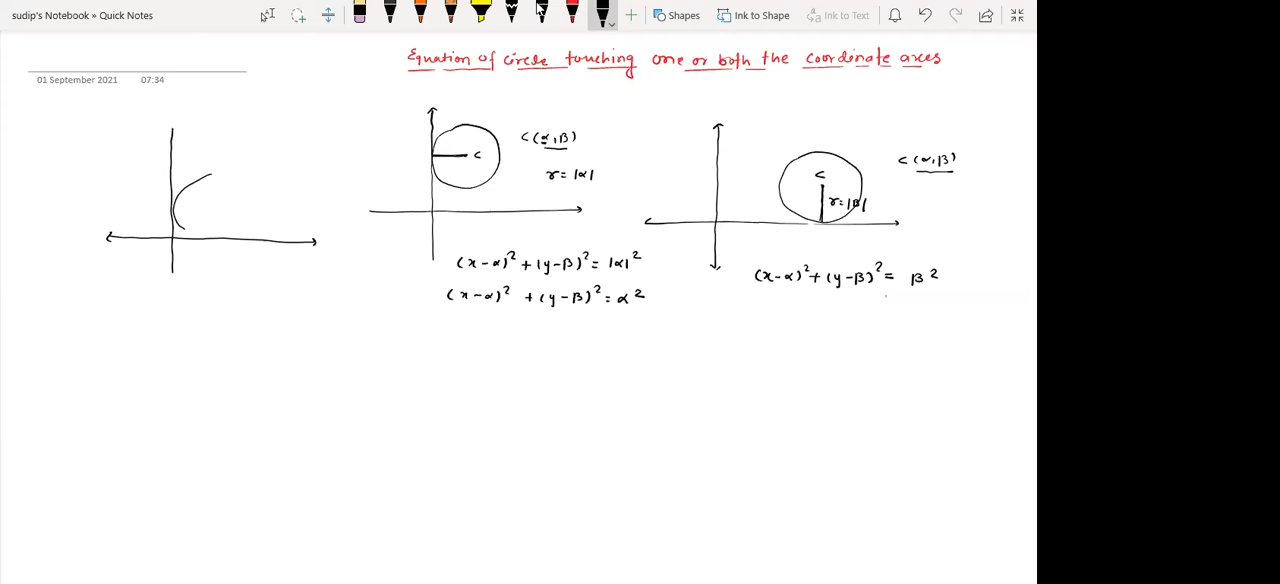 sudip's Notebook » Quick Notes
Shapes
Ink to Shape
Ink to Text
Equation of circle touching one or both the coordinate axes
01 September 2021 07:34
C(α,β)
C
r = |α|
(x-α)² + (y-β)² = |α|²
(x-α)² + (y-β)² = α²
C(α,β)
C
r=|β|
(x-α)² + (y-β)² = β²